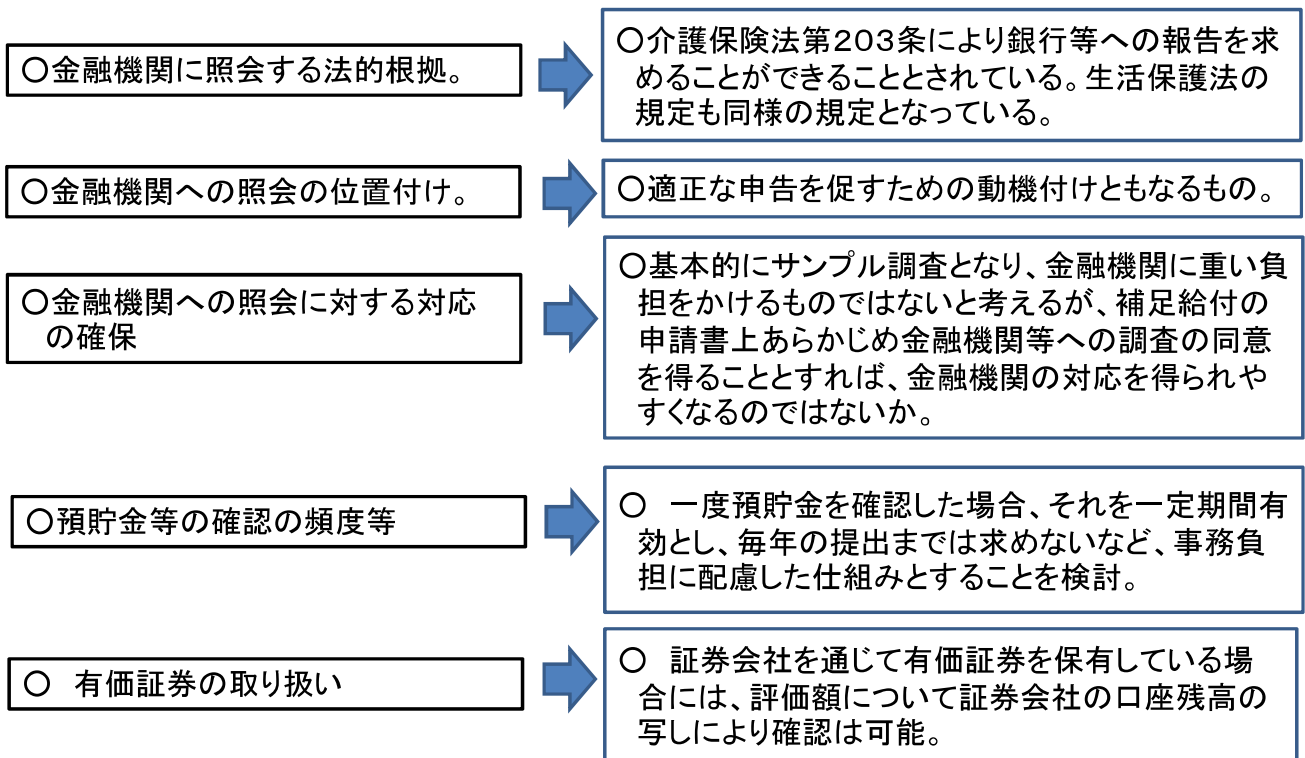 〇金融機関に照会する法的根拠。
〇介護保険法第203条により銀行等への報告を求
めることができることとされている。生活保護法の
規定も同様の規定となっている。
〇金融機関への照会の位置付け。
〇適正な申告を促すための動機付けともなるもの。
〇金融機関への照会に対する対応
の確保
〇基本的にサンプル調査となり、金融機関に重い負
担をかけるものではないと考えるが、補足給付の
申請書上あらかじめ金融機関等への調査の同意
を得ることとすれば、金融機関の対応を得られや
すくなるのではないか。
〇預貯金等の確認の頻度等
〇　一度預貯金を確認した場合、それを一定期間有
効とし、毎年の提出までは求めないなど、事務負
担に配慮した仕組みとすることを検討。
〇　有価証券の取り扱い
〇　証券会社を通じて有価証券を保有している場
合には、評価額について証券会社の口座残高の
写しにより確認は可能。